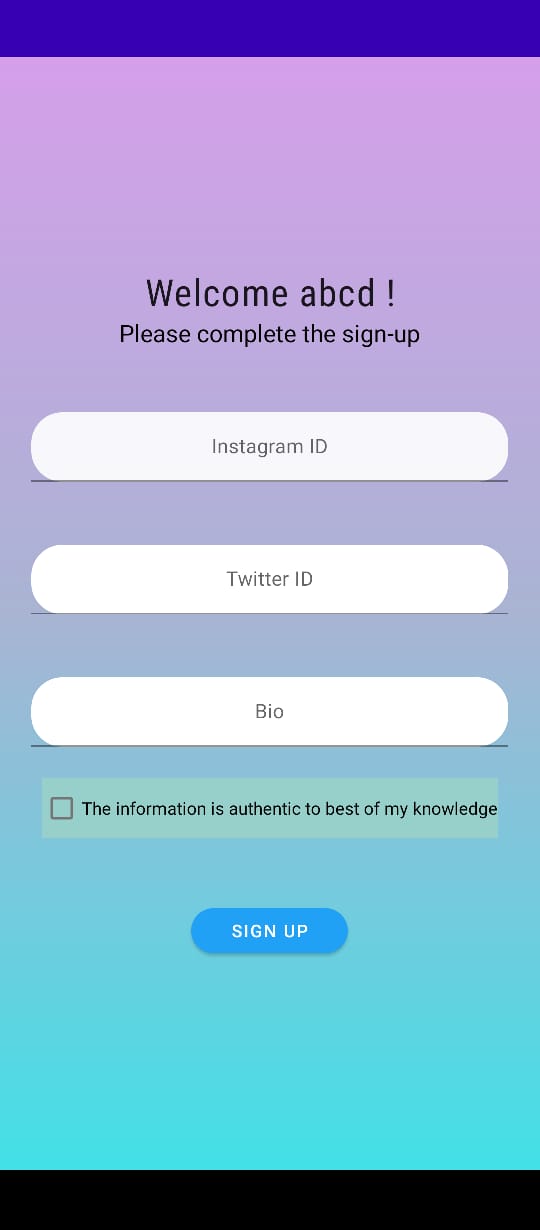 Welcome abcd !
Please complete the sign-up
Instagram ID
Twitter ID
Bio
The information is authentic to best of my knowledge
SIGN UP